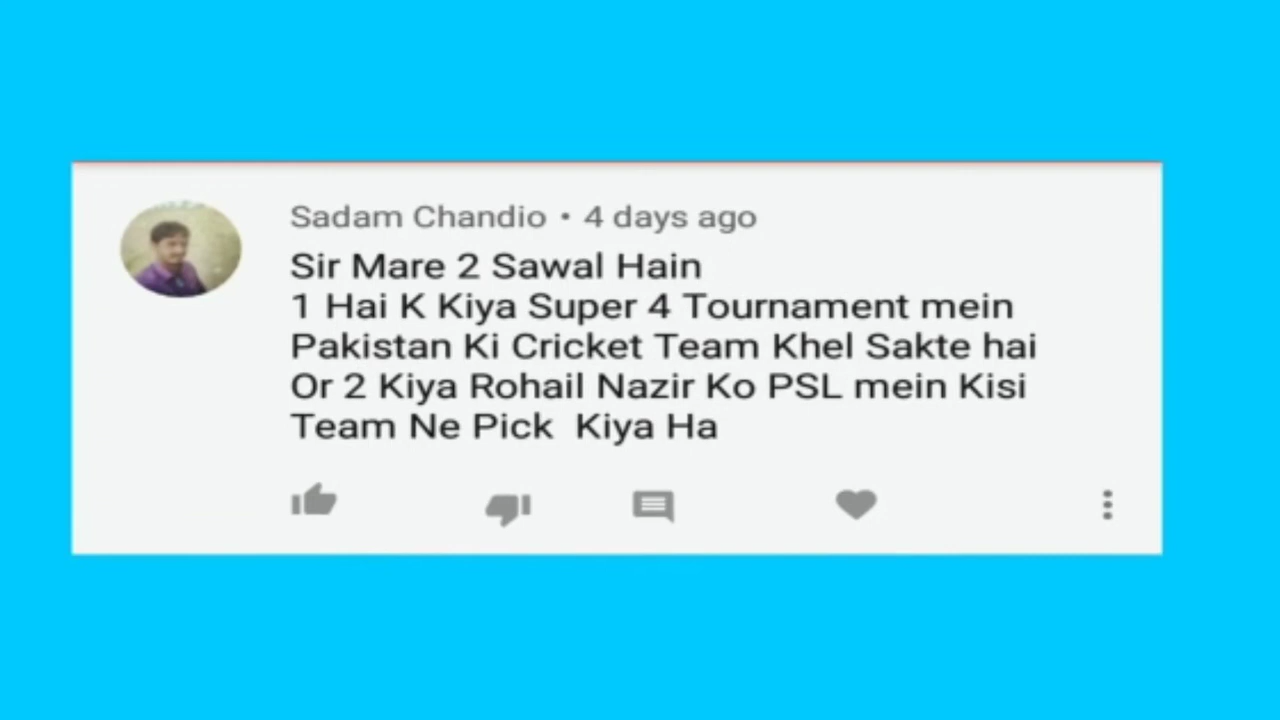 Sadam Chandio • 4 days ago
Sir Mare 2 Sawal Hain
1 Hai K Kiya Super 4 Tournament mein
Pakistan Ki Cricket Team Khel Sakte hai
Or 2 Kiya Rohail Nazir Ko PSL mein Kisi
Team Ne Pick  Kiya Ha